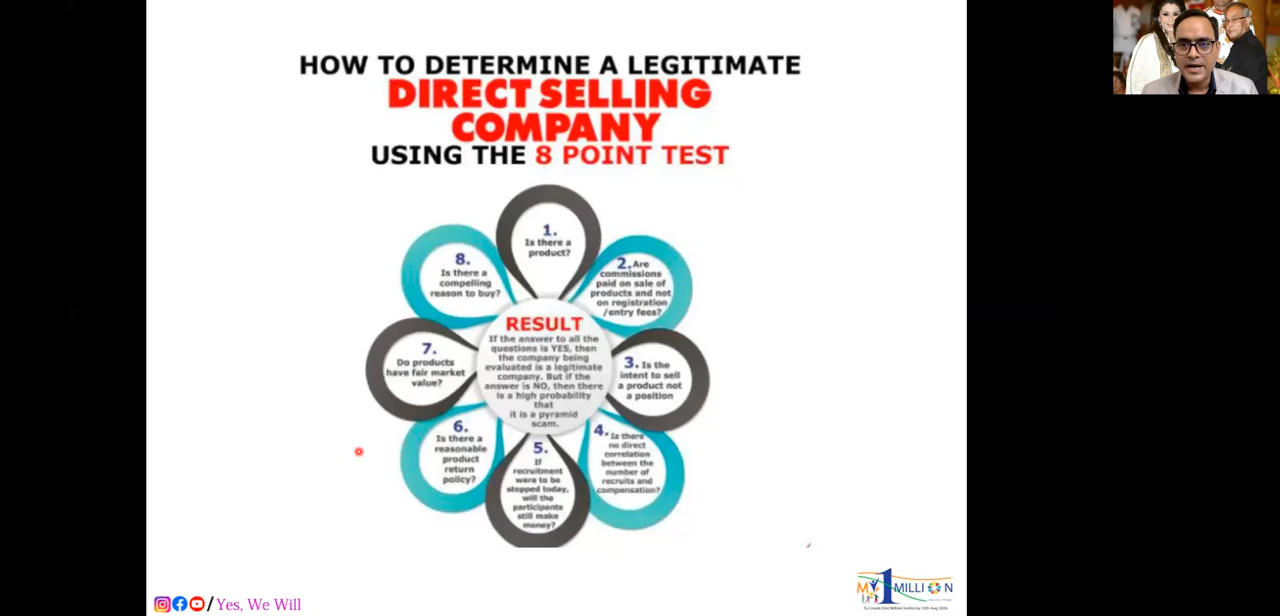 HOW TO DETERMINE A LEGITIMATE
DIRECT SELLING
COMPANY
USING THE 8 POINT TEST
1.
Is there a
product?
2. Are
commissions
paid on sale of
products and not
on registration
/entry fees?
3. Is the
intent to sell
a product not
a position
4. Is there
no direct
correlation
between the
number of
recruits and
compensation?
5.
If
recruitment
were to be
stopped today,
will the
participants
still make
money?
6.
Is there a
reasonable
product
return
policy?
7.
Do products
have fair market
value?
8.
Is there a
compelling
reason to buy?
RESULT
If the answer to all the
questions is YES, then
the company being
evaluated is a legitimate
company. But if the
answer is NO, then there
is a high probability
that
it is a pyramid
scam.
/ Yes, We Will
MY 1 MILLION